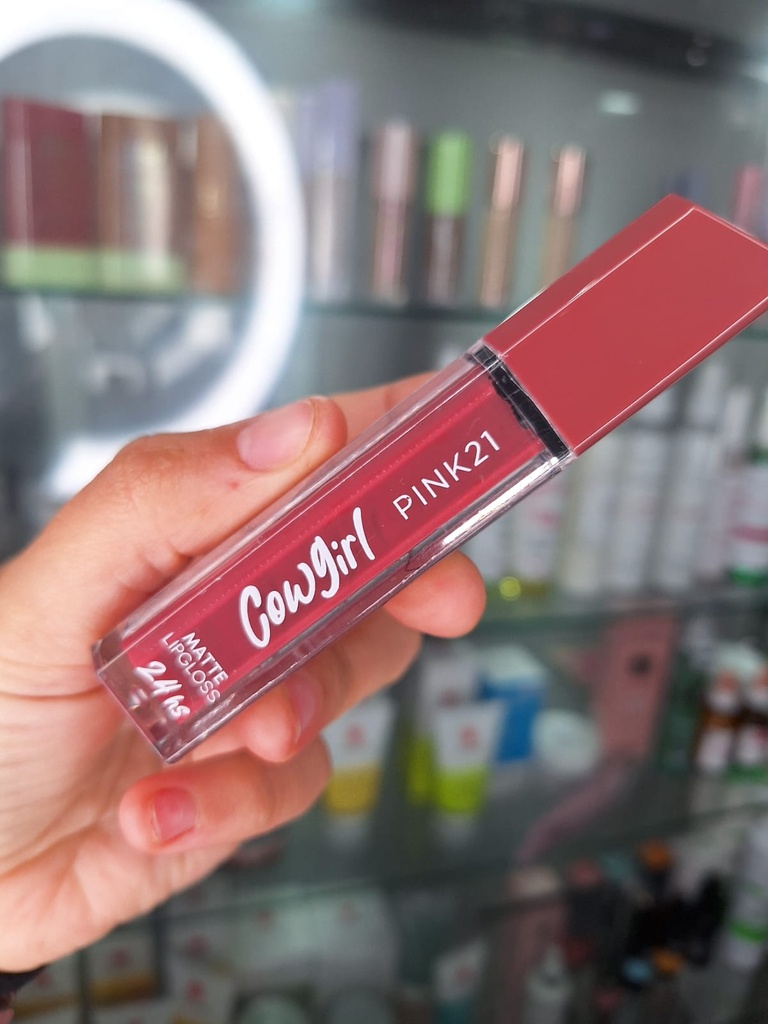 PINK21
Cowgirl
MATTE
LIPGLOSS
24hs